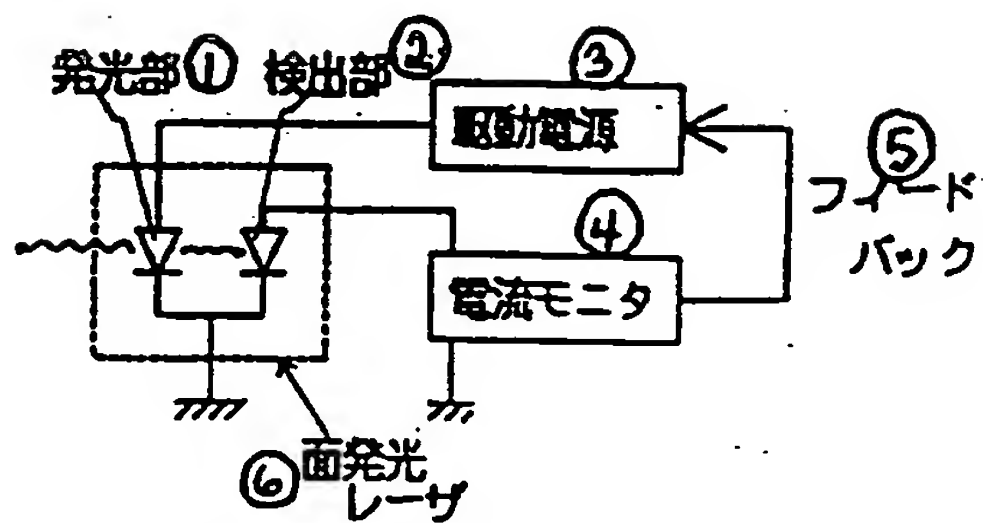 発光部①
検出部②
③
駆動電源
⑤
フィード
バック
④
電流モニタ
⑥面発光
レーザ